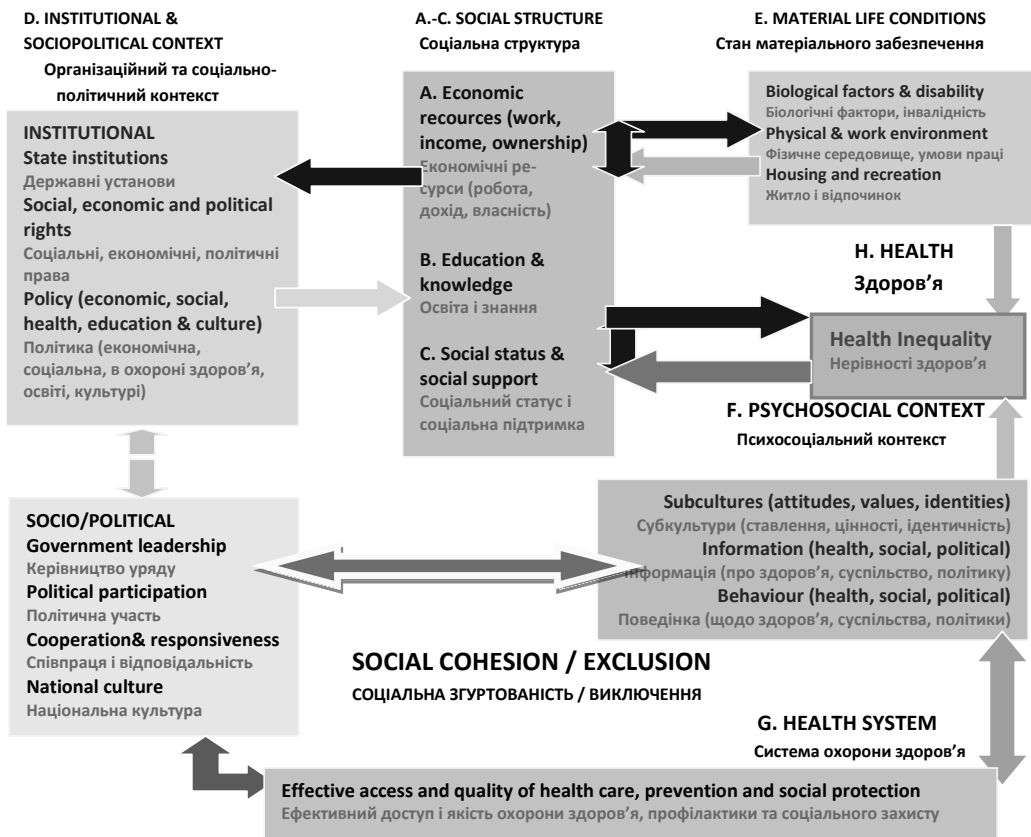 D. INSTITUTIONAL &
SOCIOPOLITICAL CONTEXT
Організаційний та соціально-
політичний контекст
INSTITUTIONAL
State institutions
Державні установи
Social, economic and political
rights
Соціальні, економічні, політичні
права
Policy (economic, social,
health, education & culture)
Політика (економічна,
соціальна, в охороні здоров’я,
освіті, культурі)
SOCIO/POLITICAL
Government leadership
Керівництво уряду
Political participation
Політична участь
Cooperation& responsiveness
Співпраця і відповідальність
National culture
Національна культура
A.-C. SOCIAL STRUCTURE
Соціальна структура
A. Economic
recources (work,
income, ownership)
Економічні ре-
сурси (робота,
дохід, власність)
B. Education &
knowledge
Освіта і знання
C. Social status &
social support
Соціальний статус і
соціальна підтримка
E. MATERIAL LIFE CONDITIONS
Стан матеріального забезпечення
Biological factors & disability
Біологічні фактори, інвалідність
Physical & work environment
Фізичне середовище, умови праці
Housing and recreation
Житло і відпочинок
H. HEALTH
Здоров’я
Health Inequality
Нерівності здоров’я
F. PSYCHOSOCIAL CONTEXT
Психосоціальний контекст
Subcultures (attitudes, values, identities)
Субкультури (ставлення, цінності, ідентичність)
Information (health, social, political)
Інформація (про здоров’я, суспільство, політику)
Behaviour (health, social, political)
Поведінка (щодо здоров’я, суспільства, політики)
SOCIAL COHESION / EXCLUSION
СОЦІАЛЬНА ЗГУРТОВАНІСТЬ / ВИКЛЮЧЕННЯ
G. HEALTH SYSTEM
Система охорони здоров’я
Effective access and quality of health care, prevention and social protection
Ефективний доступ і якість охорони здоров’я, профілактики та соціального захисту